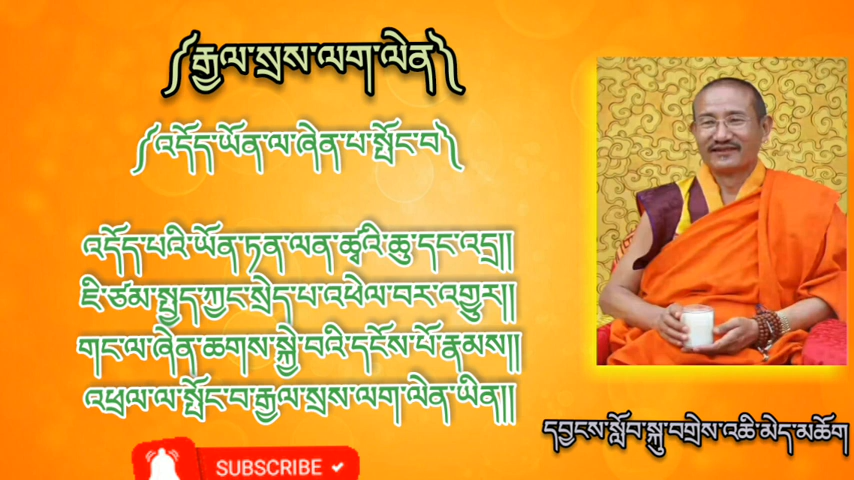 ༼རྒྱལ་སྲས་ལག་ལེན༽
༼འདོད་ཡོན་ལ་ཞེན་པ་སྤོང་བ༽
འདོད་པའི་ཡོན་ཏན་ལན་ཚྭའི་ཆུ་དང་འདྲ།།
ཇི་ཙམ་སྤྱད་ཀྱང་སྲེད་པ་འཕེལ་བར་འགྱུར།།
གང་ལ་ཞེན་ཆགས་སྐྱེ་བའི་དངོས་པོ་རྣམས།།
འཕྲལ་ལ་སྤོང་བ་རྒྱལ་སྲས་ལག་ལེན་ཡིན།།
དབྱངས་སློབ་སྐུ་བགྲེས་འཆི་མེད་མཆོག
SUBSCRIBE